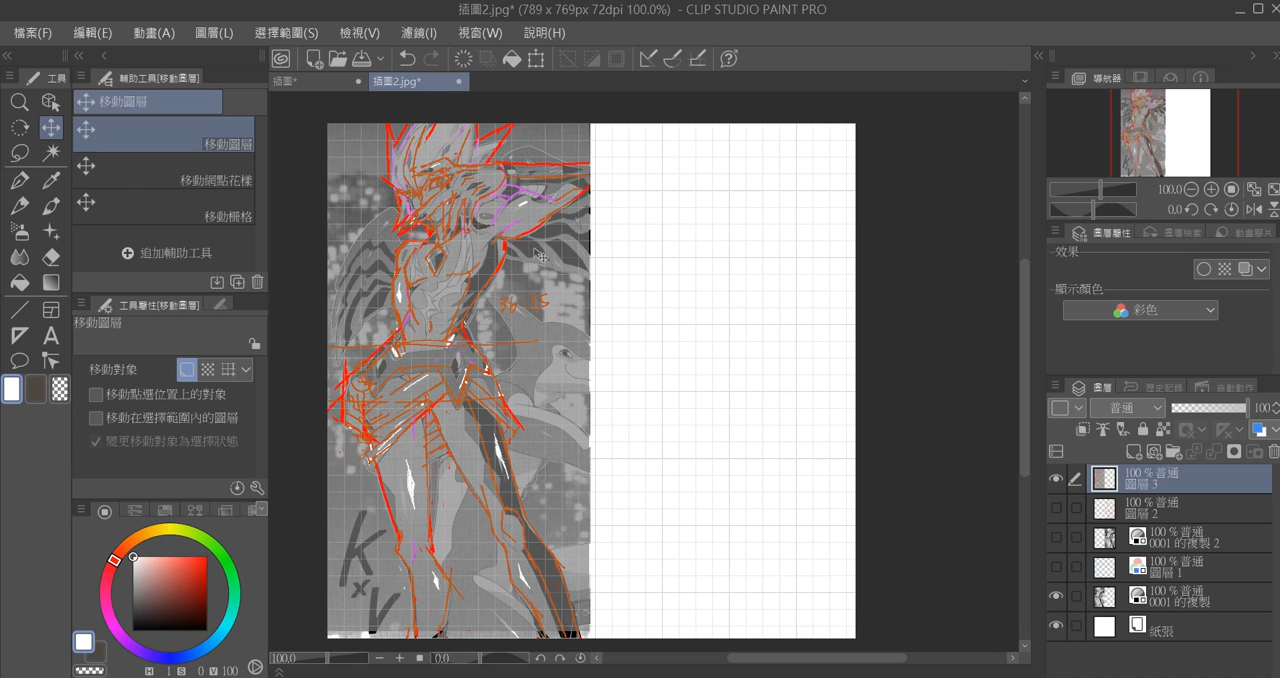 插圖2.jpg* (789 x 769px 72dpi 100.0%) - CLIP STUDIO PAINT PRO
檔案(F) 編輯(E) 動畫(A) 圖層(L) 選擇範圍(S) 檢視(W) 濾鏡(I) 視窗(W) 說明(H)
工具
輔助工具[移動圖層]
插圖*
插圖2.jpg*
導航器
移動圖層
移動圖層
移動網點花樣
移動柵格
追加輔助工具
工具屬性[移動圖層]
移動圖層
移動對象
移動點選位置上的對象
移動在選擇範圍內的圖層
變更移動對象為選擇狀態
H 1 S 0 V 100
36 15
K
x
V
100.0
0.0
100.0
0.0
圖層屬性
圖層檢索
效果
顯示顏色
彩色
圖層
歷史記錄
自動動作
普通
100
100 %普通
圖層 3
100 %普通
圖層 2
100 %普通
0001 的複製 2
100 %普通
圖層 1
100 %普通
0001 的複製
紙張